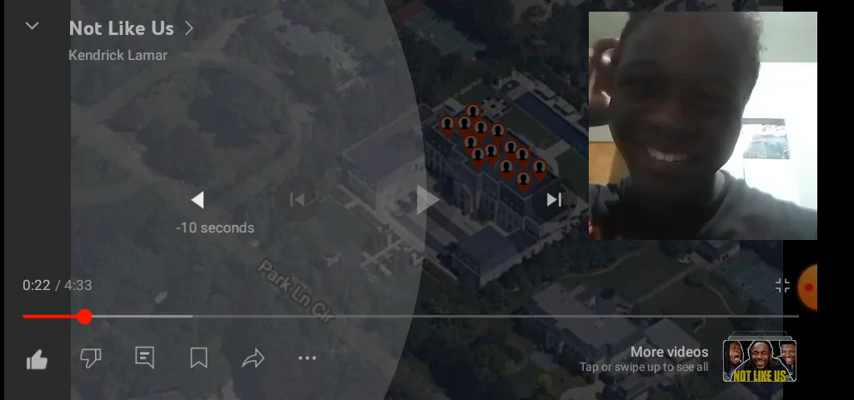 Not Like Us
Kendrick Lamar
-10 seconds
Park Ln Cir
0:22 / 4:33
More videos
Tap or swipe up to see all
NOT LIKE US